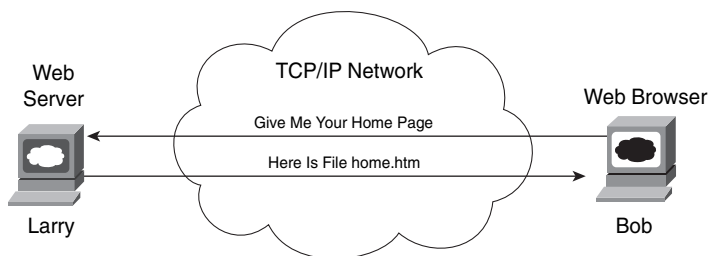 TCP/IP Network
Web
Server
Web Browser
Give Me Your Home Page
Here Is File home.htm
Larry
Bob